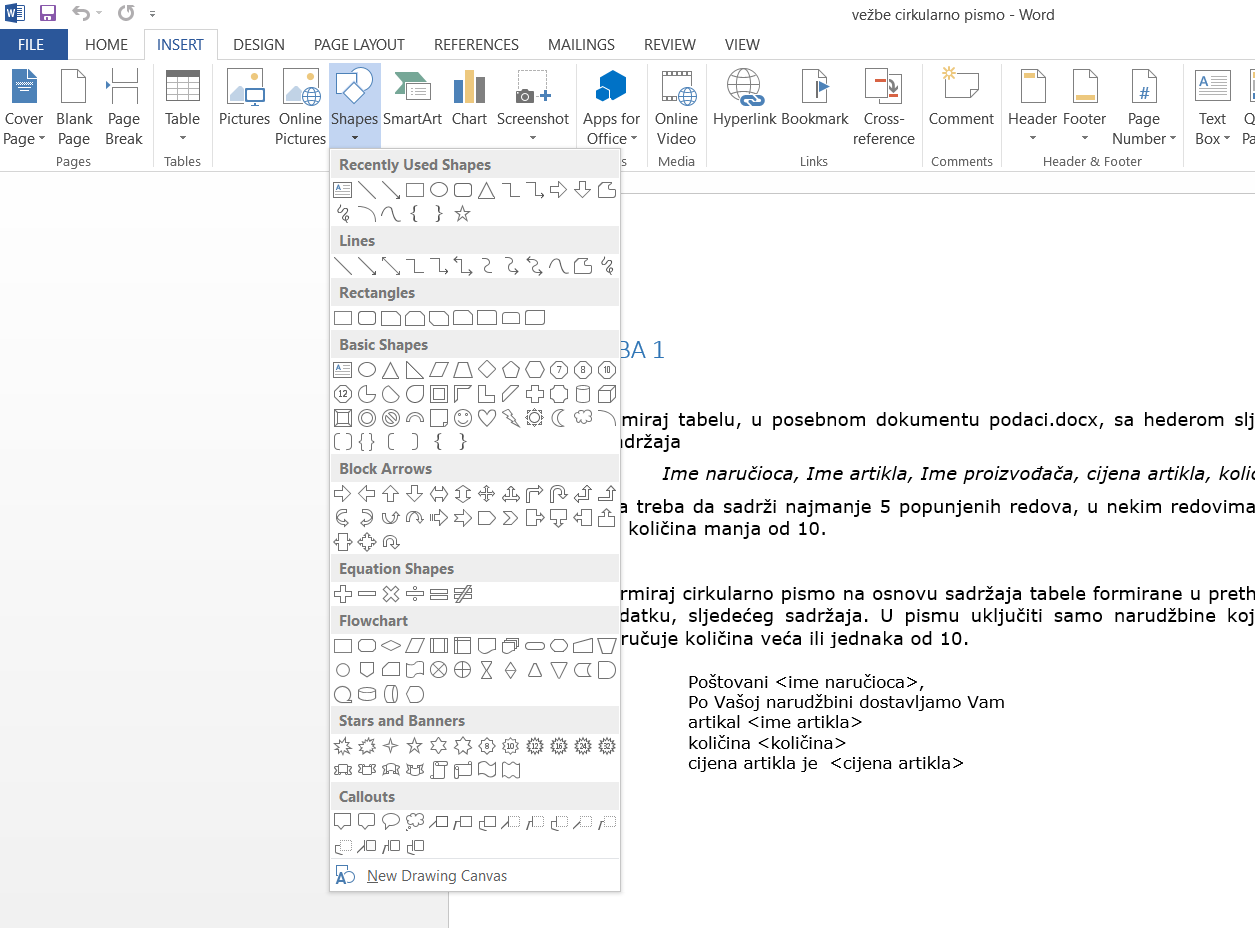 vežbe cirkularno pismo - Word
FILE HOME INSERT DESIGN PAGE LAYOUT REFERENCES MAILINGS REVIEW VIEW
Cover Page
Blank Page
Page Break
Table
Pictures
Online Pictures
Shapes
SmartArt
Chart
Screenshot
Apps for Office
Online Video
Hyperlink
Bookmark
Cross-reference
Comment
Header
Footer
Page Number
Text Box
Pages
Tables
Media
Links
Comments
Header & Footer
Recently Used Shapes
Lines
Rectangles
Basic Shapes
Block Arrows
Equation Shapes
Flowchart
Stars and Banners
Callouts
New Drawing Canvas
BA 1
miraj tabelu, u posebnom dokumentu podaci.docx, sa hederom slj
adržaja
Ime naručioca, Ime artikla, Ime proizvođača, cijena artikla, količ
a treba da sadrži najmanje 5 popunjenih redova, u nekim redovima
količina manja od 10.
rmiraj cirkularno pismo na osnovu sadržaja tabele formirane u preth
datku, sljedećeg sadržaja. U pismu uključiti samo narudžbine koj
ručuje količina veća ili jednaka od 10.
Poštovani <ime naručioca>,
Po Vašoj narudžbini dostavljamo Vam
artikal <ime artikla>
količina <količina>
cijena artikla je <cijena artikla>